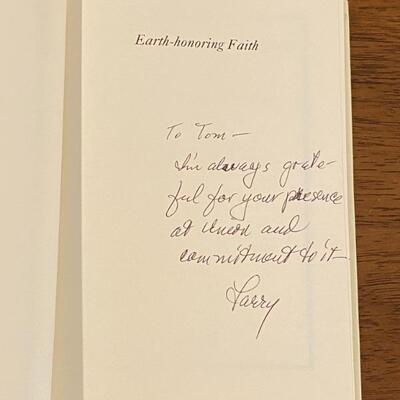 Earth-honoring Faith
To Tom —
I'm always grate-
ful for your presence
at Union and
commitment to it
Larry